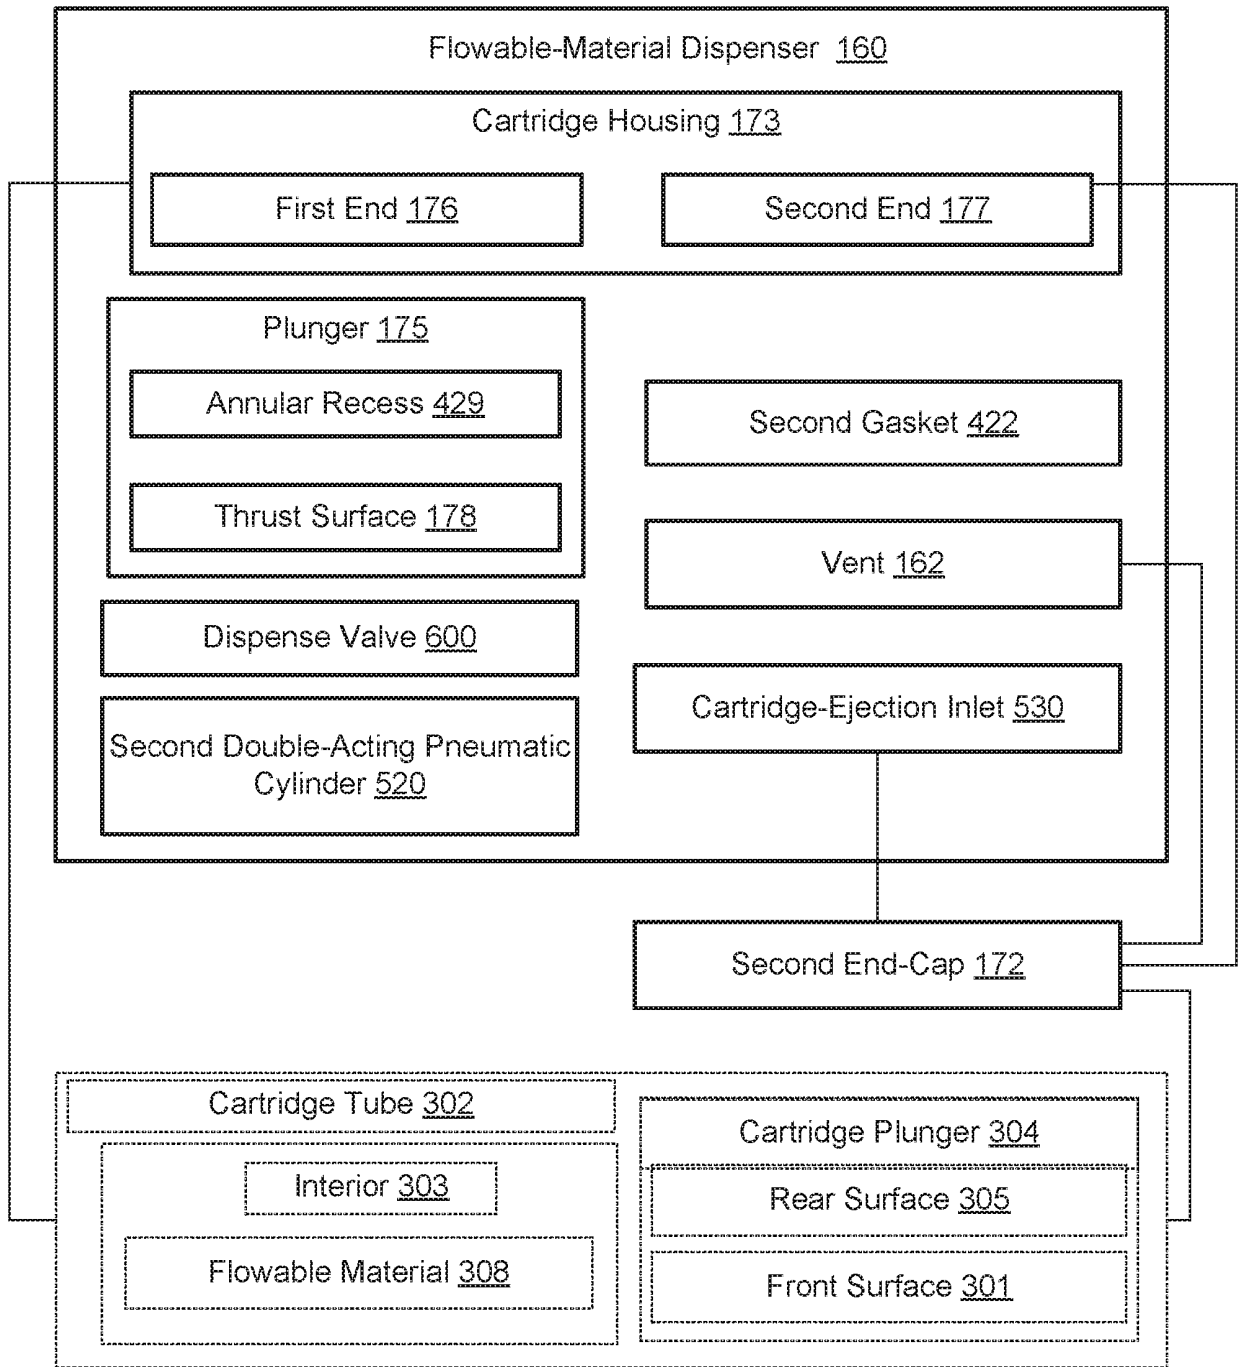 Flowable-Material Dispenser 160
Cartridge Housing 173
First End 176
Second End 177
Plunger 175
Annular Recess 429
Thrust Surface 178
Second Gasket 422
Vent 162
Dispense Valve 600
Cartridge-Ejection Inlet 530
Second Double-Acting Pneumatic
Cylinder 520
Second End-Cap 172
Cartridge Tube 302
Interior 303
Flowable Material 308
Cartridge Plunger 304
Rear Surface 305
Front Surface 301